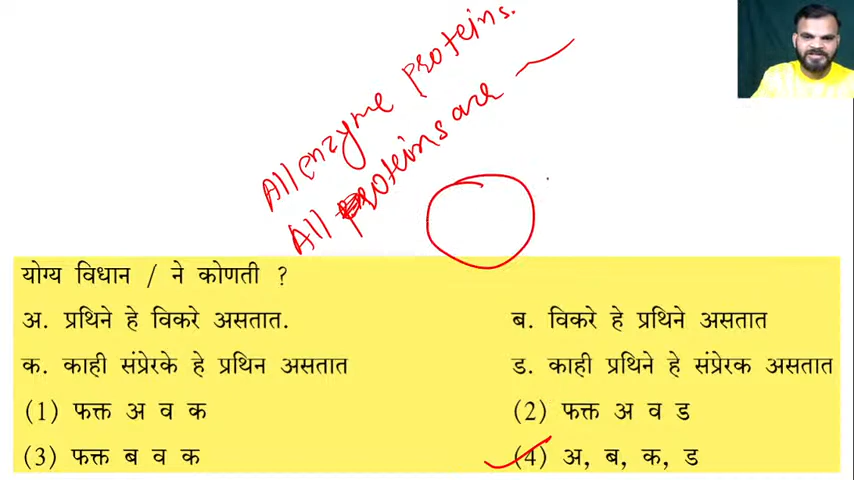 All enzyme proteins.
All proteins are
योग्य विधान / ने कोणती ?
अ. प्रथिने हे विकरे असतात.
ब. विकरे हे प्रथिने असतात
क. काही संप्रेरके हे प्रथिन असतात
ड. काही प्रथिने हे संप्रेरक असतात
(1) फक्त अ व क
(2) फक्त अ व ड
(3) फक्त ब व क
(4) अ, ब, क, ड